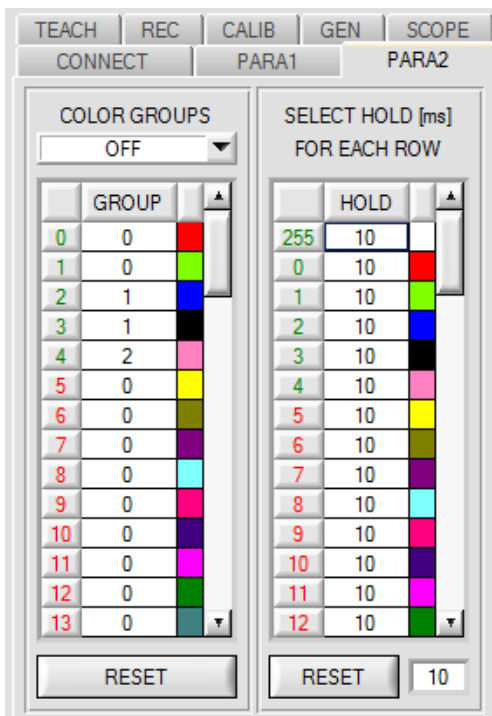 TEACH REC CALIB GEN SCOPE
CONNECT PARA1 PARA2
COLOR GROUPS
OFF
GROUP
0 0
1 0
2 1
3 1
4 2
5 0
6 0
7 0
8 0
9 0
10 0
11 0
12 0
13 0
RESET
SELECT HOLD [ms]
FOR EACH ROW
HOLD
255 10
0 10
1 10
2 10
3 10
4 10
5 10
6 10
7 10
8 10
9 10
10 10
11 10
12 10
RESET 10